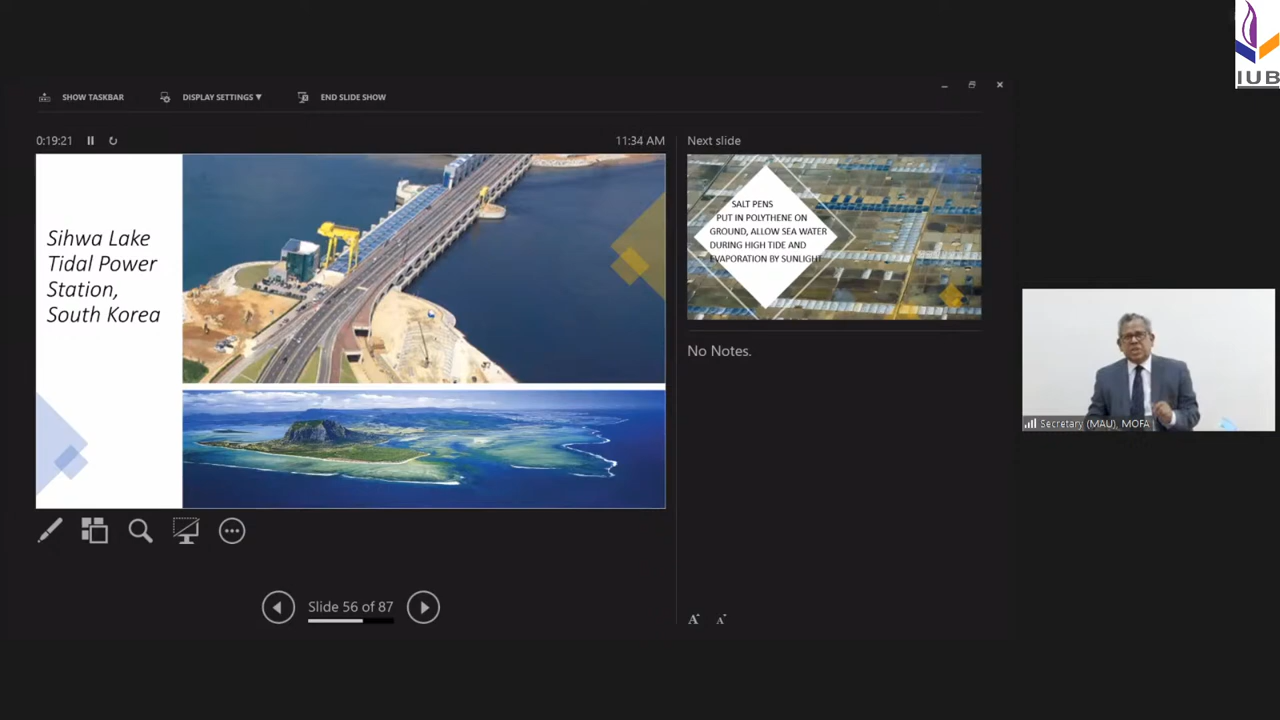 IUB
SHOW TASKBAR
DISPLAY SETTINGS ▼
END SLIDE SHOW
0:19:21
11:34 AM
Next slide
Sihwa Lake
Tidal Power
Station,
South Korea
SALT PENS
PUT IN POLYTHENE ON
GROUND, ALLOW SEA WATER
DURING HIGH TIDE AND
EVAPORATION BY SUNLIGHT
No Notes.
Secretary (MAU), MOFA
Slide 56 of 87
A A